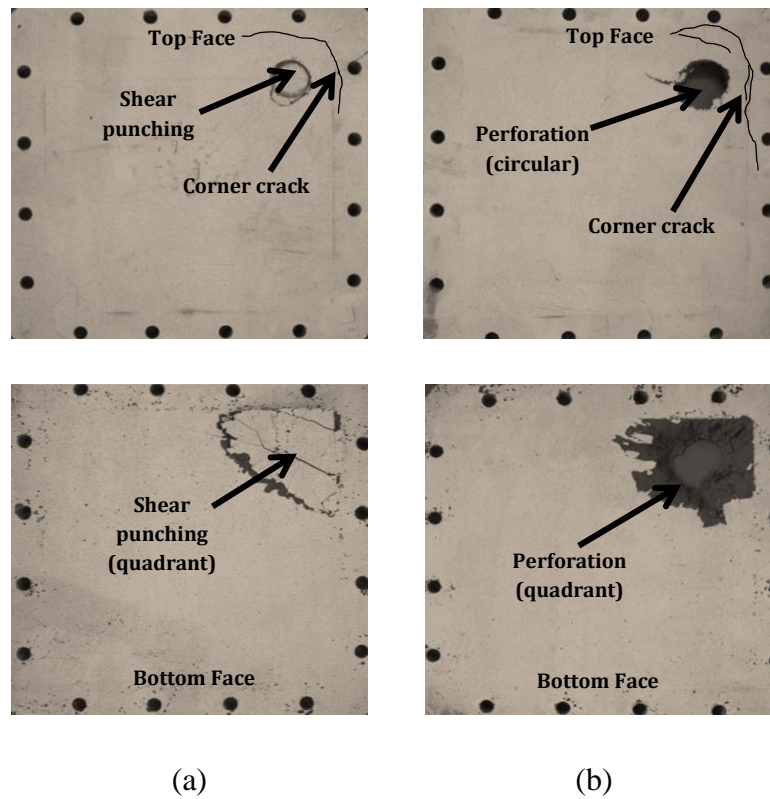 Top Face
Shear
punching
Corner crack
Top Face
Perforation
(circular)
Corner crack
Shear
punching
(quadrant)
Bottom Face
Perforation
(quadrant)
Bottom Face
(a)
(b)